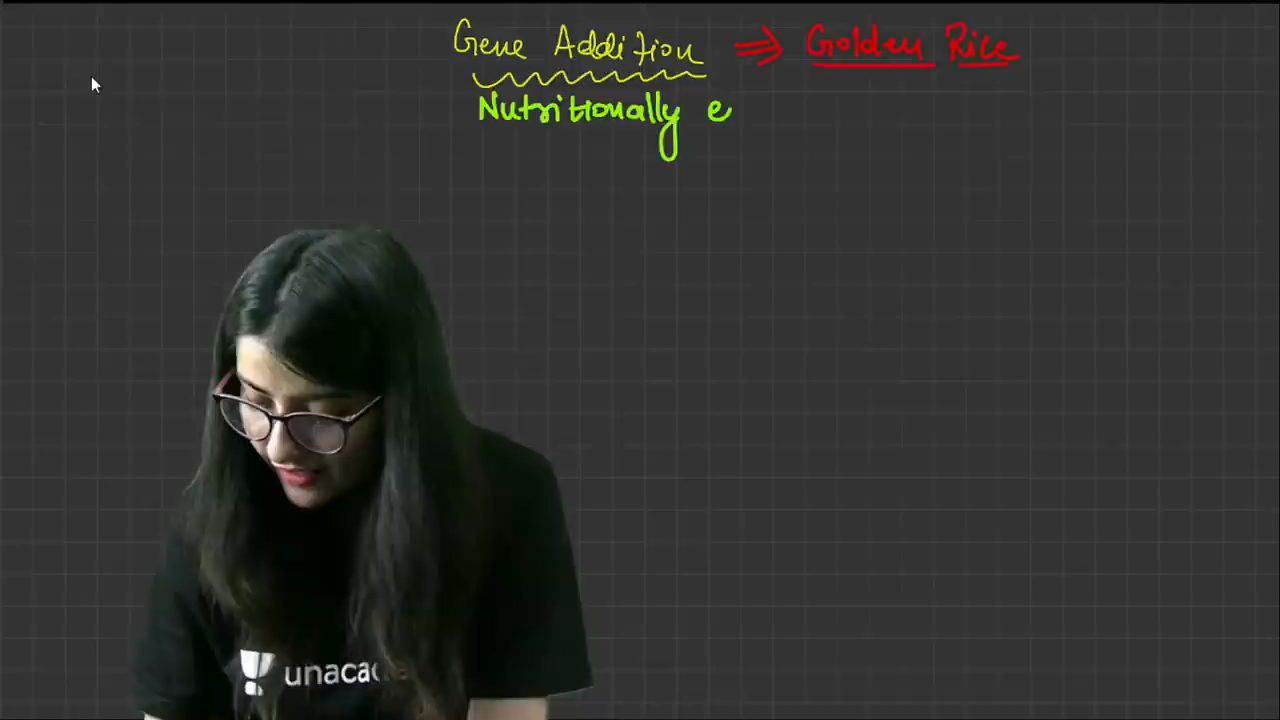 Gene Addition ⇒ Golden Rice
Nutritionally e
unaca